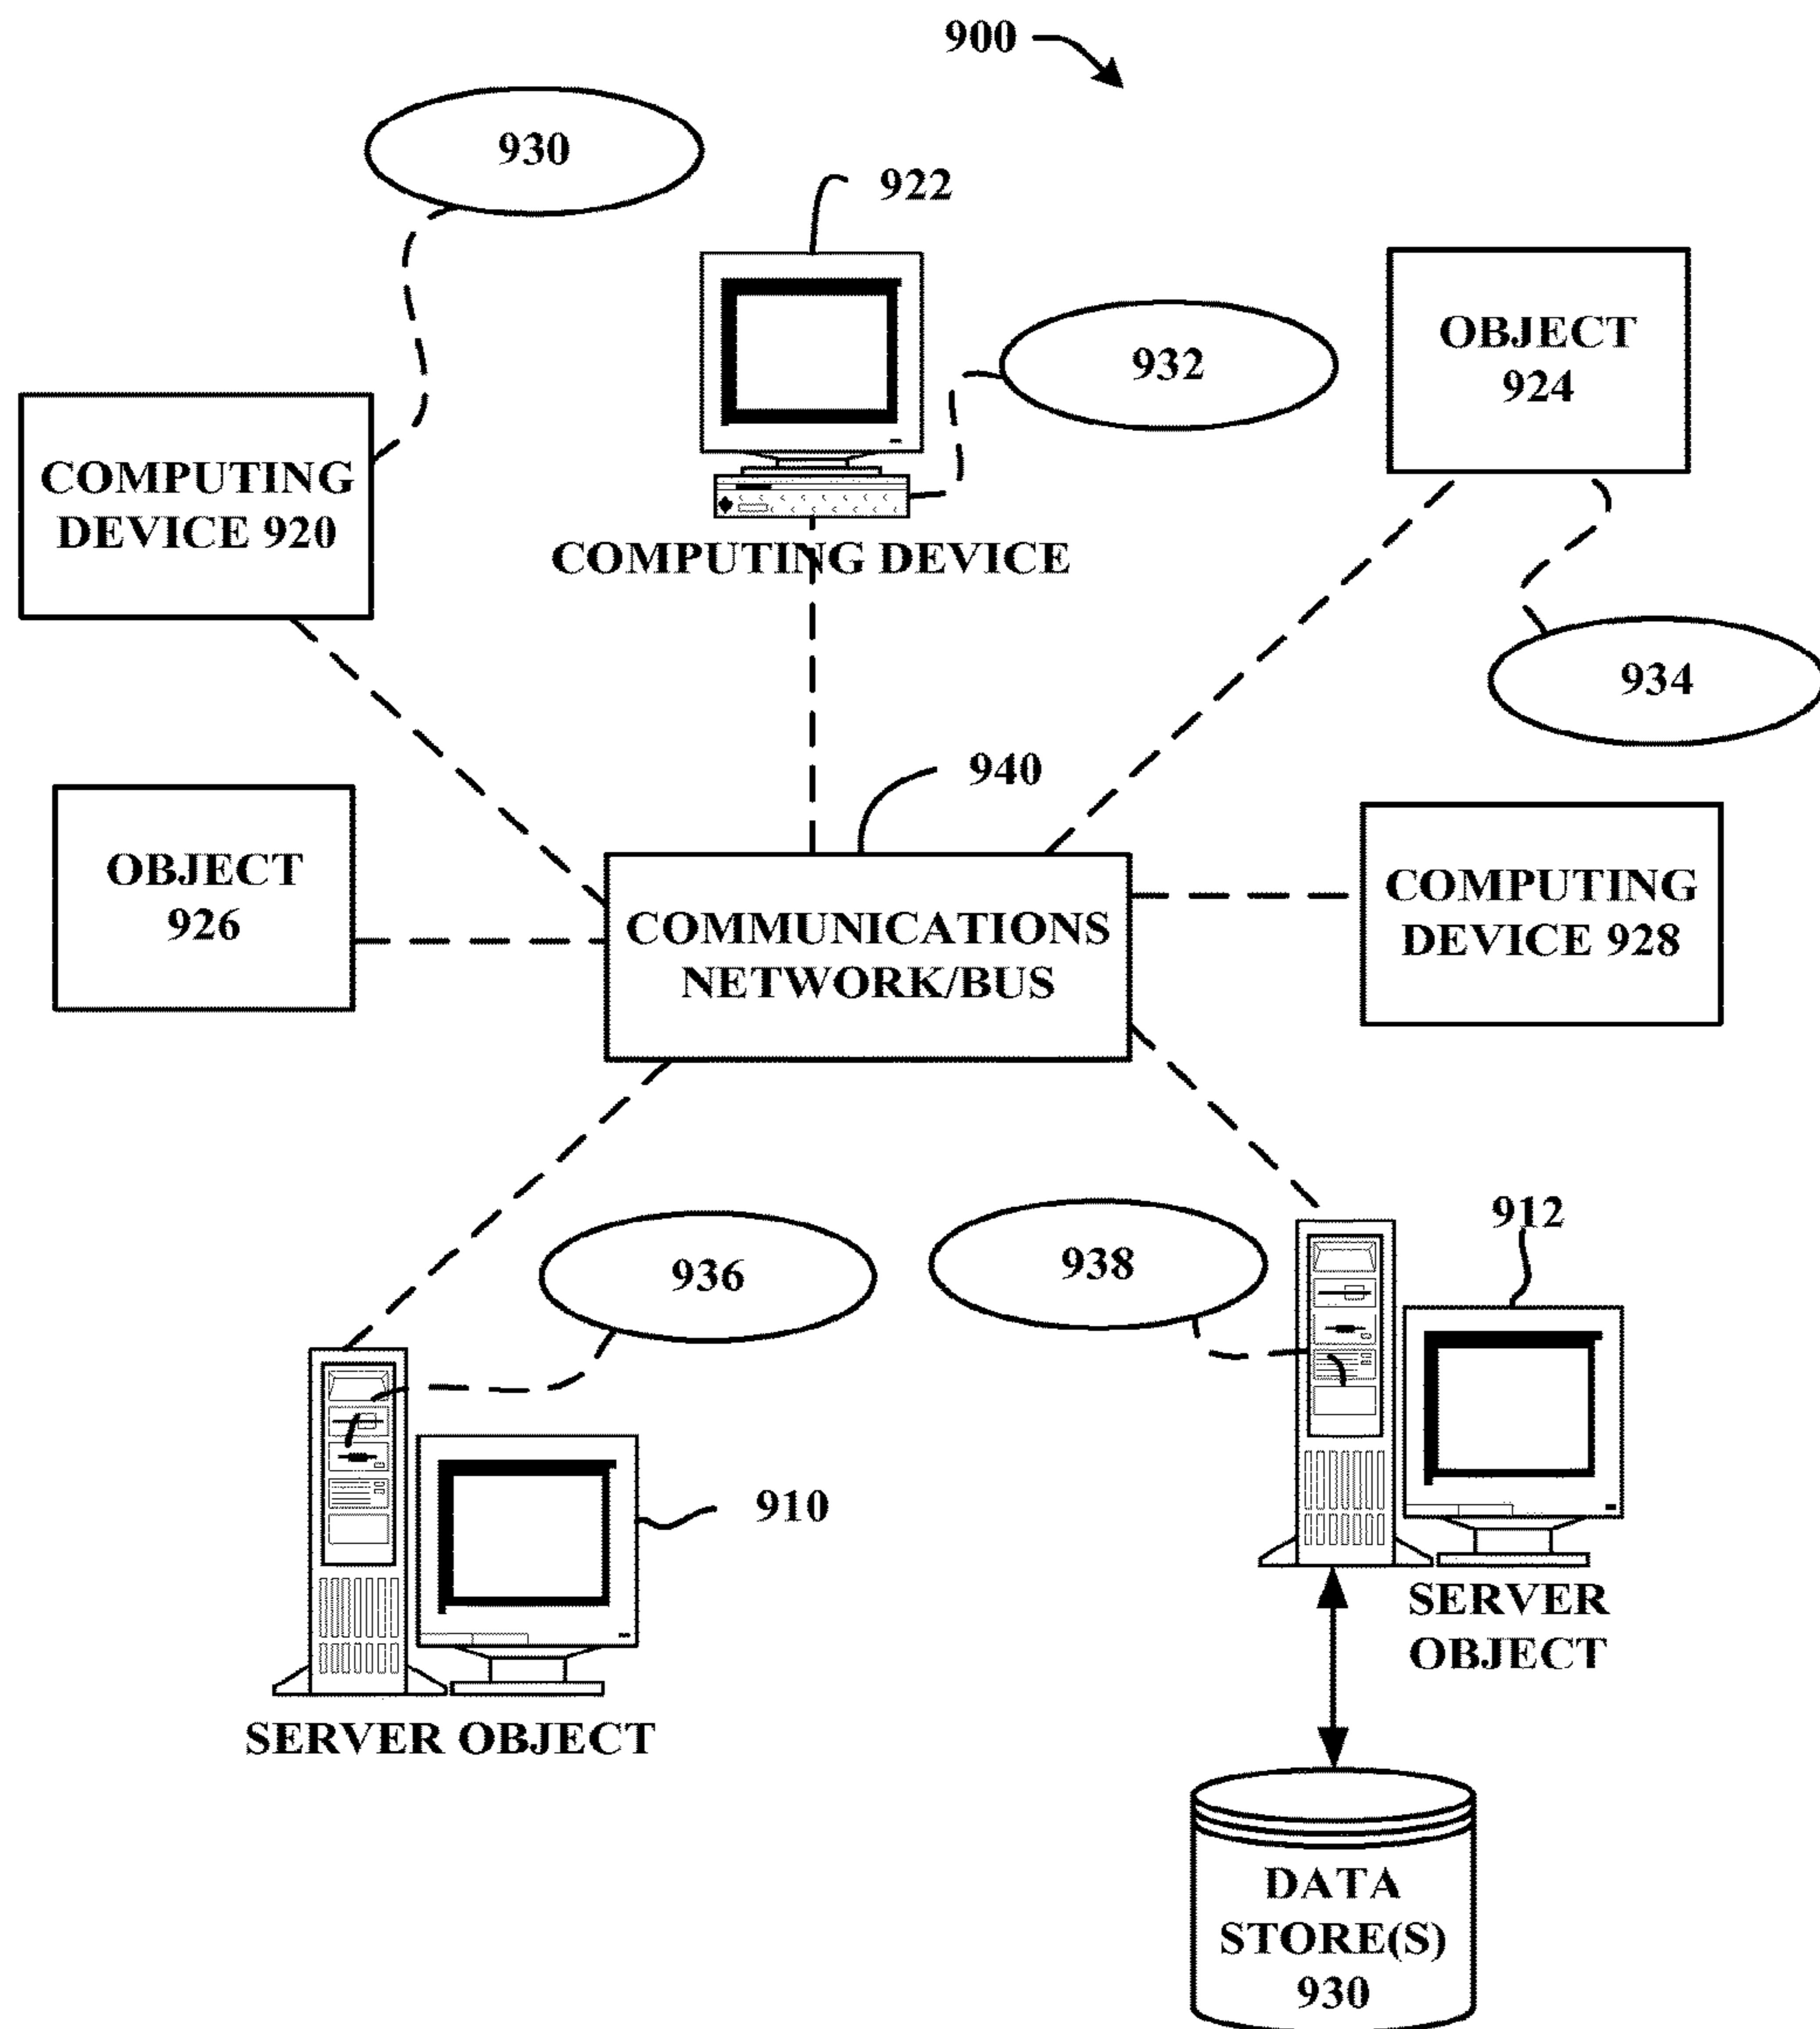 900
930
922
932
OBJECT
924
COMPUTING
DEVICE 920
COMPUTING DEVICE
934
940
OBJECT
926
COMMUNICATIONS
NETWORK/BUS
COMPUTING
DEVICE 928
936
938
912
910
SERVER
OBJECT
SERVER OBJECT
DATA
STORE(S)
930